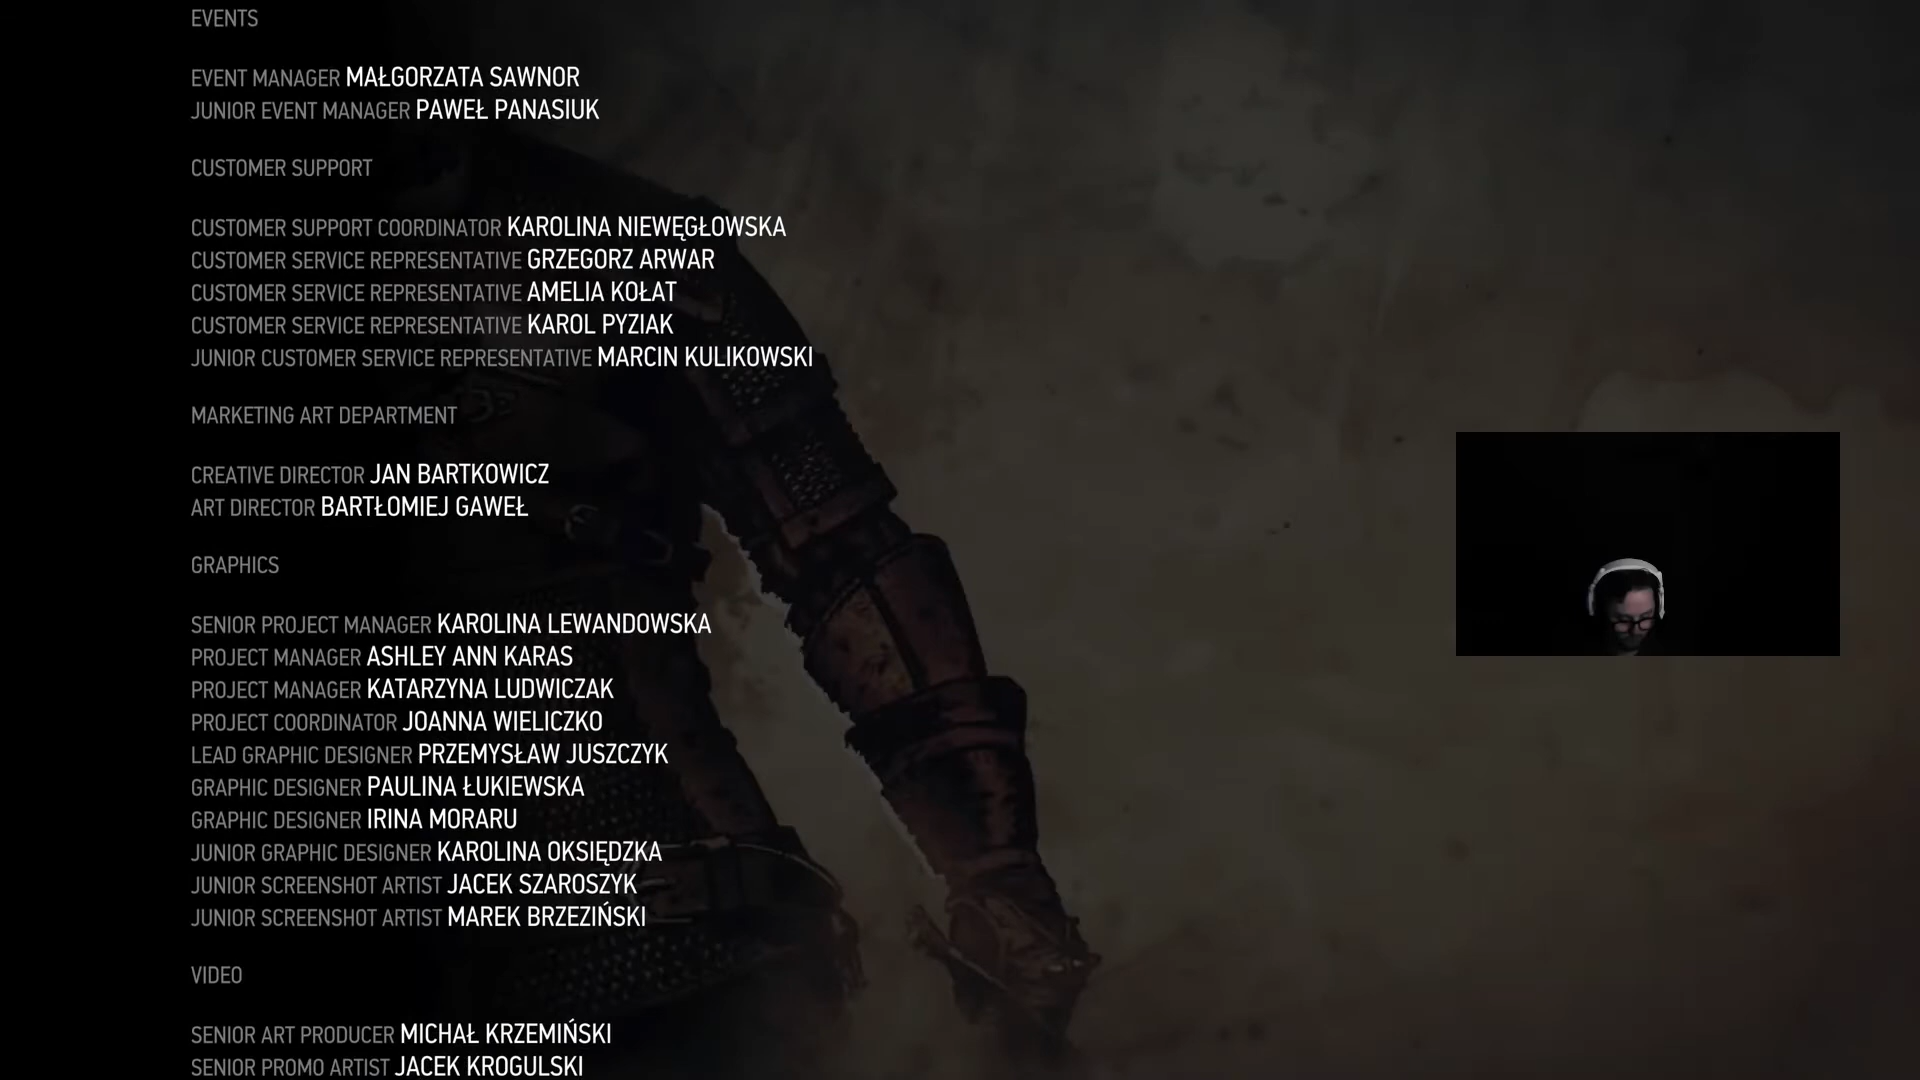 EVENTS
EVENT MANAGER MAŁGORZATA SAWNOR
JUNIOR EVENT MANAGER PAWEŁ PANASIUK
CUSTOMER SUPPORT
CUSTOMER SUPPORT COORDINATOR KAROLINA NIEWĘGŁOWSKA
CUSTOMER SERVICE REPRESENTATIVE GRZEGORZ ARWAR
CUSTOMER SERVICE REPRESENTATIVE AMELIA KOŁAT
CUSTOMER SERVICE REPRESENTATIVE KAROL PYZIAK
JUNIOR CUSTOMER SERVICE REPRESENTATIVE MARCIN KULIKOWSKI
MARKETING ART DEPARTMENT
CREATIVE DIRECTOR JAN BARTKOWICZ
ART DIRECTOR BARTŁOMIEJ GAWEŁ
GRAPHICS
SENIOR PROJECT MANAGER KAROLINA LEWANDOWSKA
PROJECT MANAGER ASHLEY ANN KARAS
PROJECT MANAGER KATARZYNA LUDWICZAK
PROJECT COORDINATOR JOANNA WIELICZKO
LEAD GRAPHIC DESIGNER PRZEMYSŁAW JUSZCZYK
GRAPHIC DESIGNER PAULINA ŁUKIEWSKA
GRAPHIC DESIGNER IRINA MORARU
JUNIOR GRAPHIC DESIGNER KAROLINA OKSIĘDZKA
JUNIOR SCREENSHOT ARTIST JACEK SZAROSZYK
JUNIOR SCREENSHOT ARTIST MAREK BRZEZIŃSKI
VIDEO
SENIOR ART PRODUCER MICHAŁ KRZEMIŃSKI
SENIOR PROMO ARTIST JACEK KROGULSKI